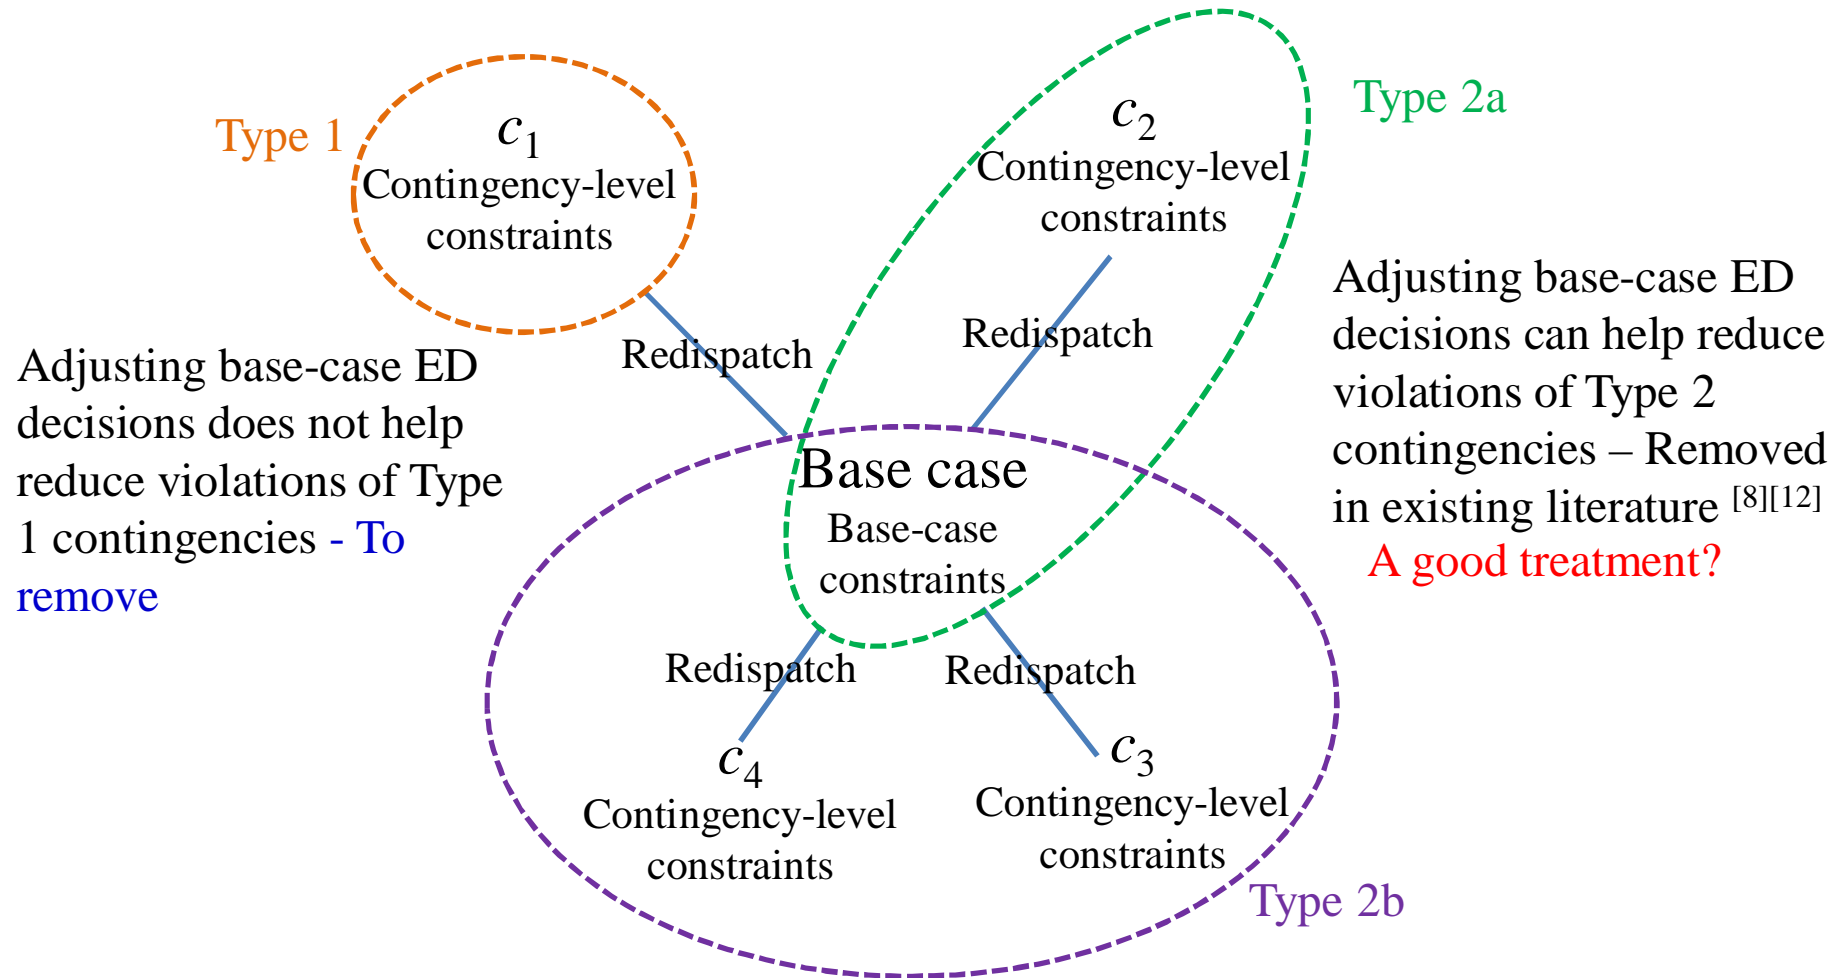 Type 1
c1
Contingency-level
constraints
c2
Contingency-level
constraints
Type 2a
Redispatch
Redispatch
Adjusting base-case ED
decisions does not help
reduce violations of Type
1 contingencies - To
remove
Adjusting base-case ED
decisions can help reduce
violations of Type 2
contingencies – Removed
in existing literature [8][12]
A good treatment?
Base case
Base-case
constraints
Redispatch
Redispatch
c4
Contingency-level
constraints
c3
Contingency-level
constraints
Type 2b